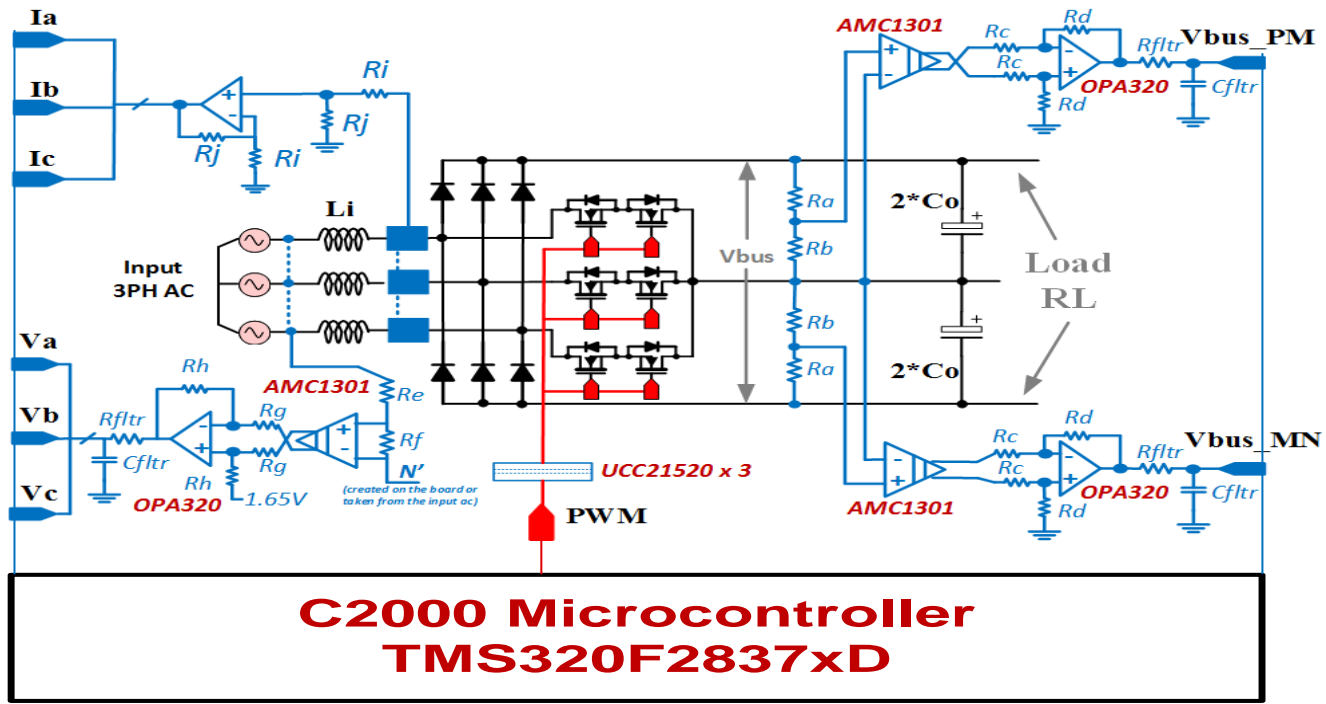 Ia
Ib
Ic
Ri
Rj
Rj
Ri
AMC1301
Rc
Rc
Rd
Rd
OPA320
Rfltr
Cfltr
Vbus_PM
Li
Input
3PH AC
Vbus
Ra
Rb
Rb
Ra
2*Co
2*Co
Load
RL
Va
Vb
Vc
Rfltr
Cfltr
Rh
Rg
Rg
Rh
OPA320
1.65V
AMC1301
Re
Rf
N'
(created on the board or
taken from the input ac)
UCC21520 x 3
PWM
AMC1301
Rc
Rc
Rd
Rd
OPA320
Rfltr
Cfltr
Vbus_MN
C2000 Microcontroller
TMS320F2837xD